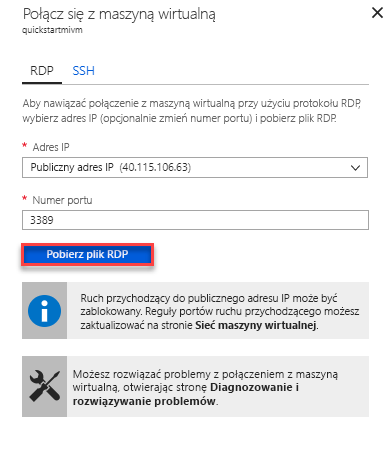 Połącz się z maszyną wirtualną
quickstartmivm
RDP SSH
Aby nawiązać połączenie z maszyną wirtualną przy użyciu protokołu RDP,
wybierz adres IP (opcjonalnie zmień numer portu) i pobierz plik RDP.
* Adres IP
Publiczny adres IP (40.115.106.63)
* Numer portu
3389
Pobierz plik RDP
Ruch przychodzący do publicznego adresu IP może być
zablokowany. Reguły portów ruchu przychodzącego możesz
zaktualizować na stronie Sieć maszyny wirtualnej.
Możesz rozwiązać problemy z połączeniem z maszyną
wirtualną, otwierając stronę Diagnozowanie i
rozwiązywanie problemów.